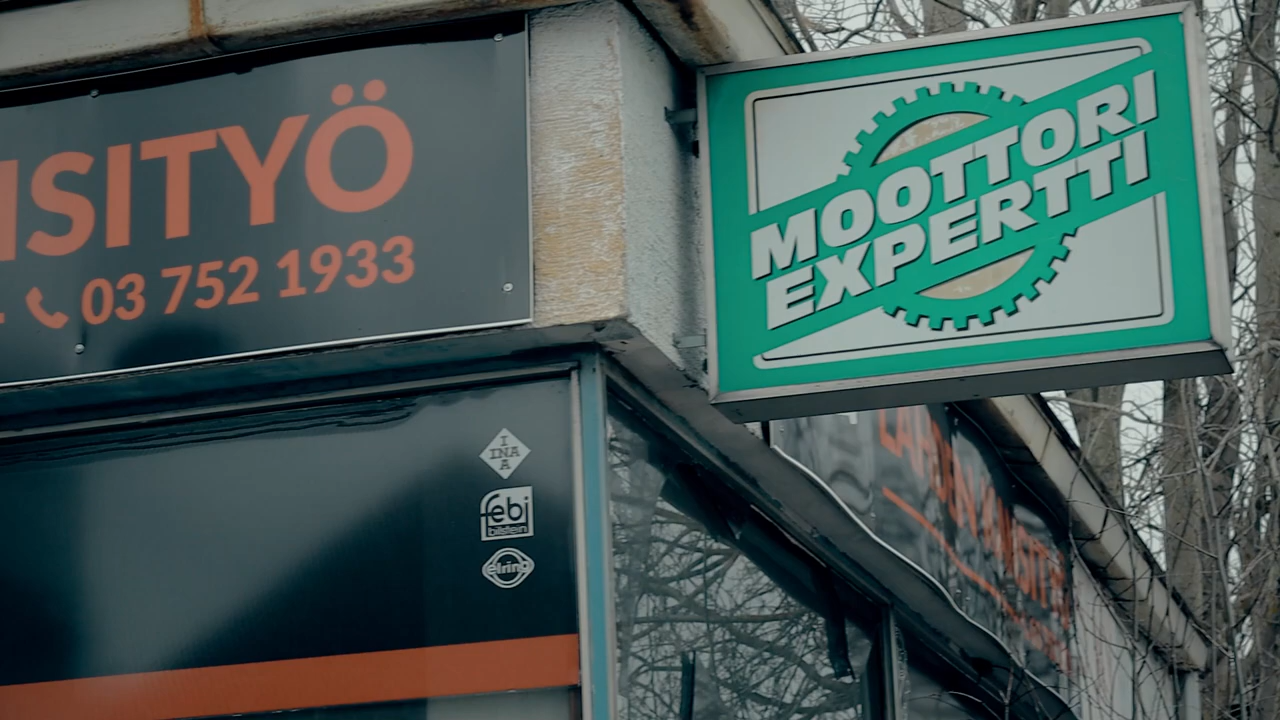 ISITYÖ
03 752 1933
MOOTTORI
EXPERTTI
I
INA
A
febi
bilstein
elring